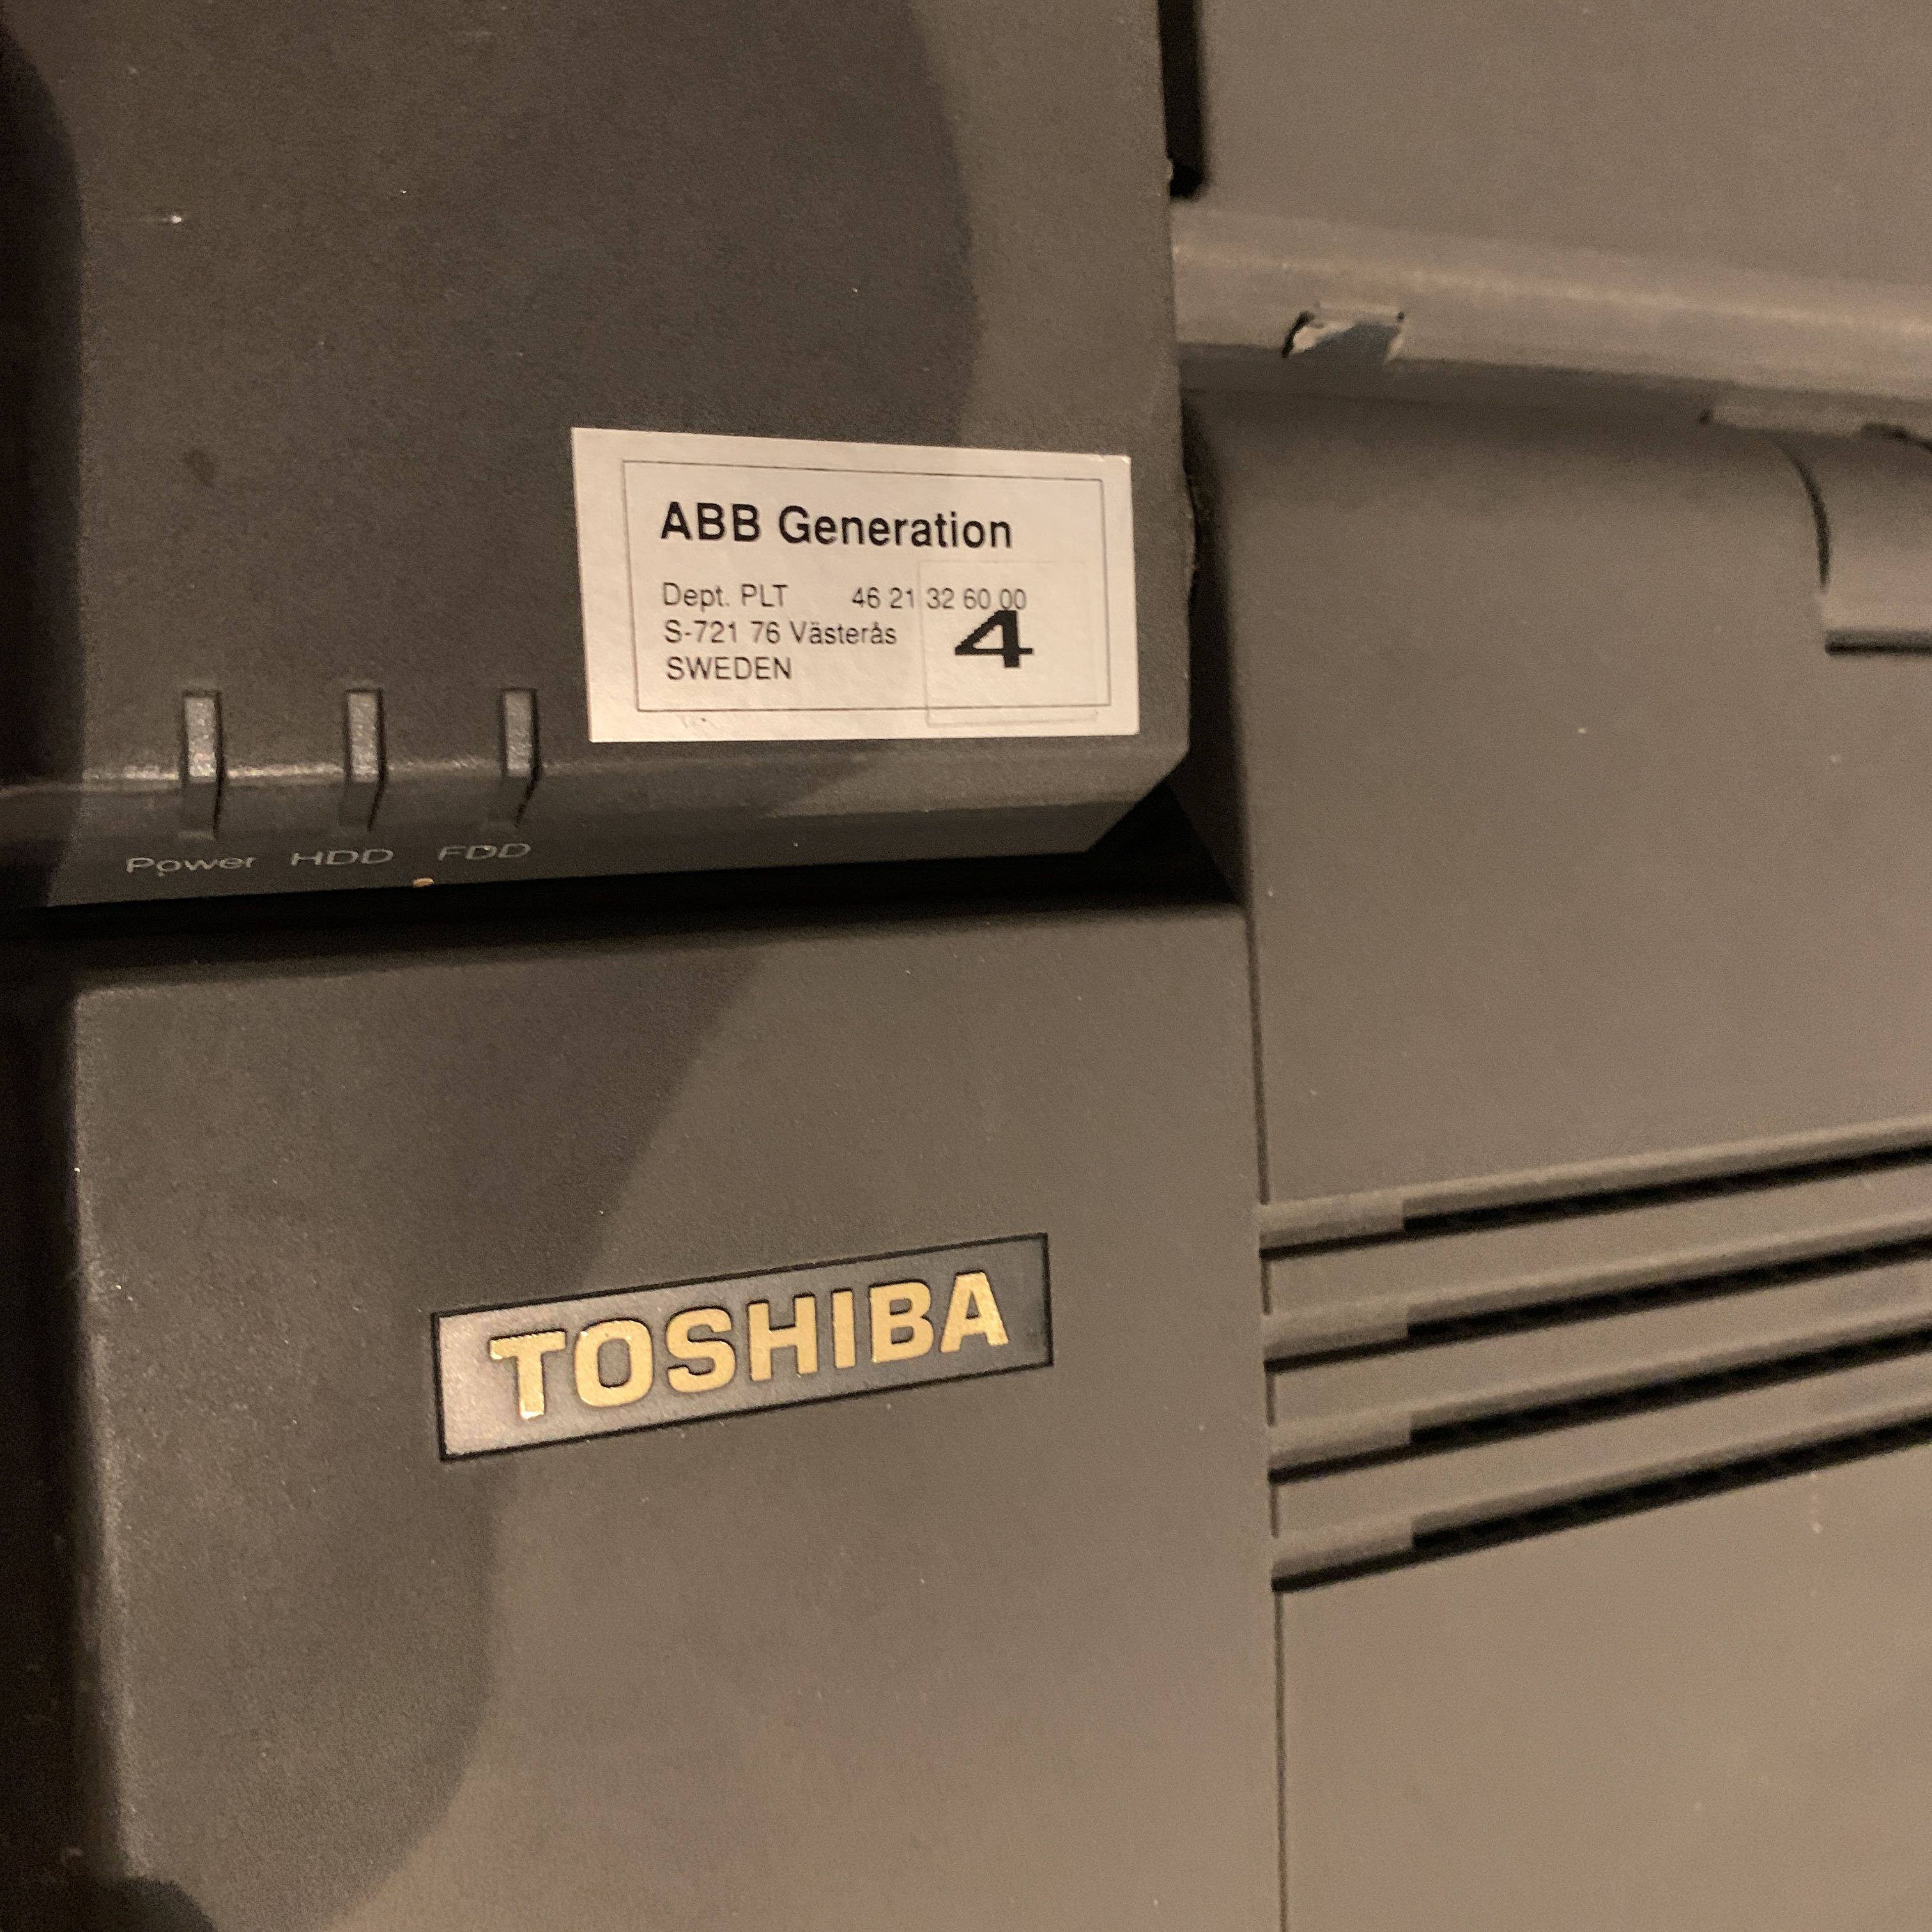 ABB Generation
Dept. PLT 46 21 32 60 00
S-721 76 Västerås
SWEDEN
4
Power HDD FDD
TOSHIBA